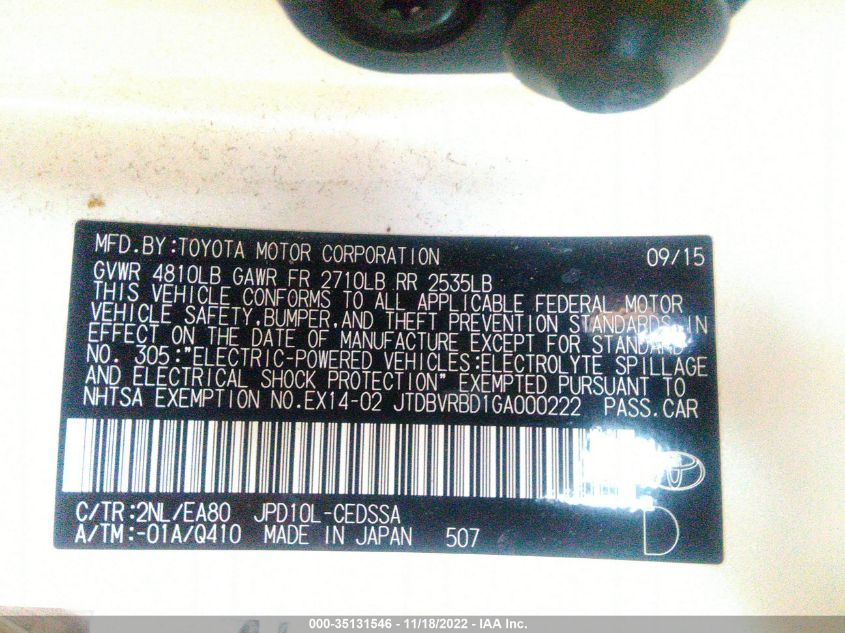 MFD.BY:TOYOTA MOTOR CORPORATION 09/15
GVWR 4810LB GAWR FR 2710LB RR 2535LB
THIS VEHICLE CONFORMS TO ALL APPLICABLE FEDERAL MOTOR
VEHICLE SAFETY,BUMPER,AND THEFT PREVENTION STANDARDS IN
EFFECT ON THE DATE OF MANUFACTURE EXCEPT FOR STANDARD
NO. 305:"ELECTRIC-POWERED VEHICLES:ELECTROLYTE SPILLAGE
AND ELECTRICAL SHOCK PROTECTION" EXEMPTED PURSUANT TO
NHTSA EXEMPTION NO.EX14-02 JTDBVRBD1GA000222 PASS.CAR
C/TR:2NL/EA80 JPD10L-CEDSSA
A/TM:-01A/Q410 MADE IN JAPAN 507 D
000-35131546 - 11/18/2022 - IAA Inc.